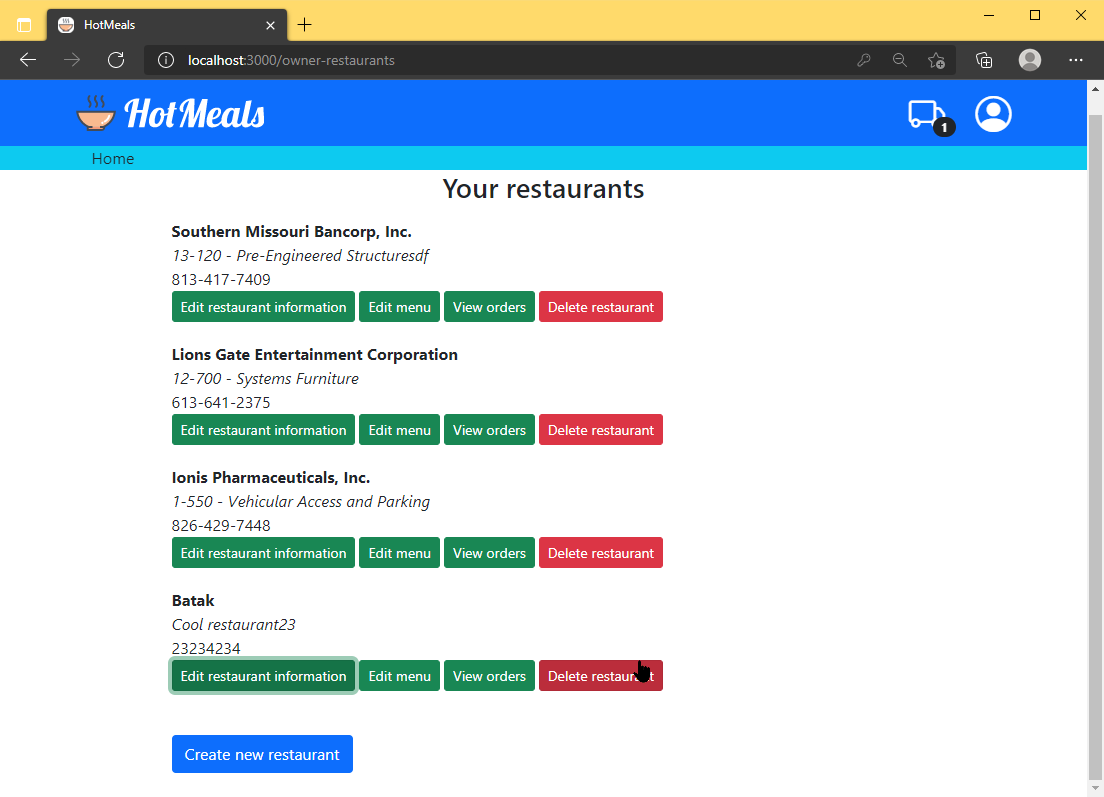 HotMeals
localhost:3000/owner-restaurants
HotMeals
1
Home
Your restaurants
Southern Missouri Bancorp, Inc.
13-120 - Pre-Engineered Structuresdf
813-417-7409
Edit restaurant information Edit menu View orders Delete restaurant
Lions Gate Entertainment Corporation
12-700 - Systems Furniture
613-641-2375
Edit restaurant information Edit menu View orders Delete restaurant
Ionis Pharmaceuticals, Inc.
1-550 - Vehicular Access and Parking
826-429-7448
Edit restaurant information Edit menu View orders Delete restaurant
Batak
Cool restaurant23
23234234
Edit restaurant information Edit menu View orders Delete restaurant
Create new restaurant